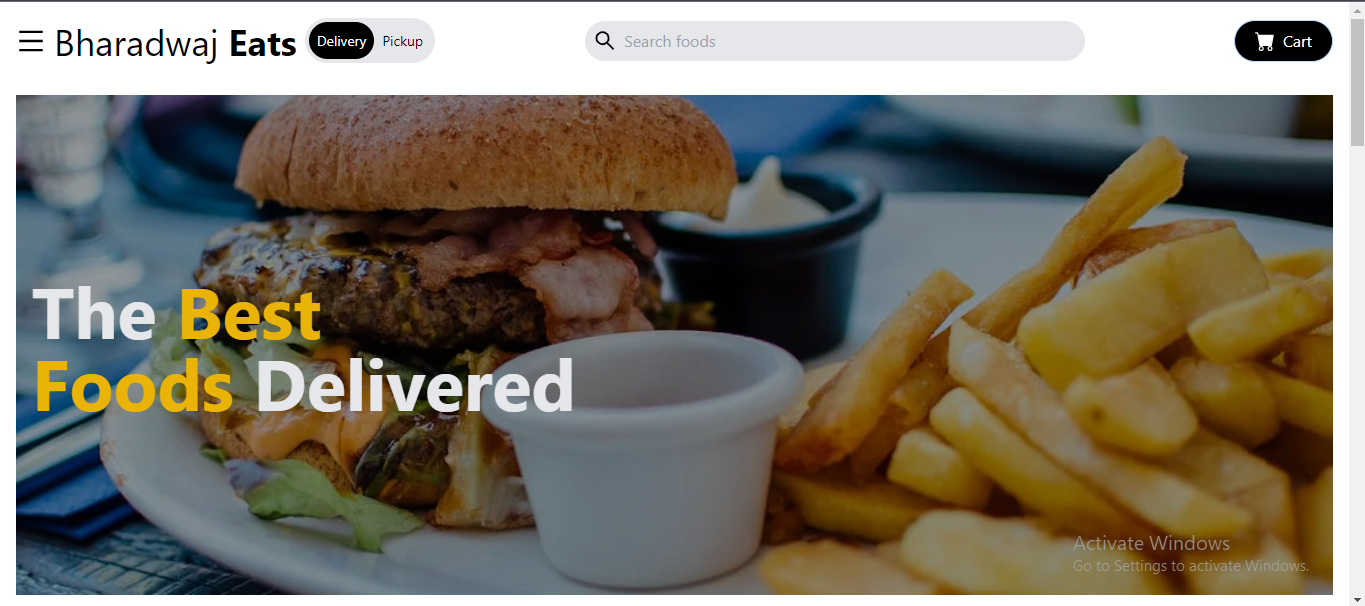 Bharadwaj Eats
Delivery Pickup
Search foods
Cart
The Best
Foods Delivered
Activate Windows
Go to Settings to activate Windows.